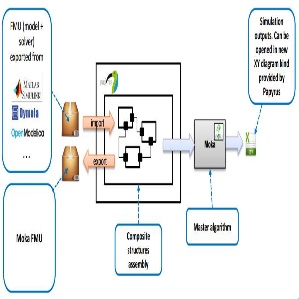 FMU (model +
solver)
exported from
MATLAB
SIMULINK
Dymola
OpenModelica
....
Moka FMU
import
export
Composite
structures
assembly
Moka
Master algorithm
Simulation
outputs. Can be
opened in new
XY diagram kind
provided by
Papyrus